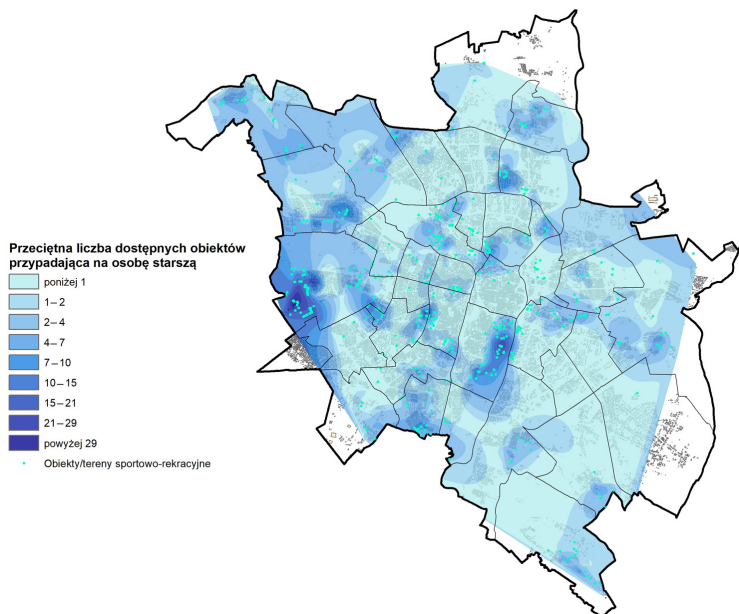 Przeciętna liczba dostępnych obiektów
przypadająca na osobę starszą
poniżej 1
1–2
2–4
4–7
7–10
10–15
15–21
21–29
powyżej 29
Obiekty/tereny sportowo-rekracyjne